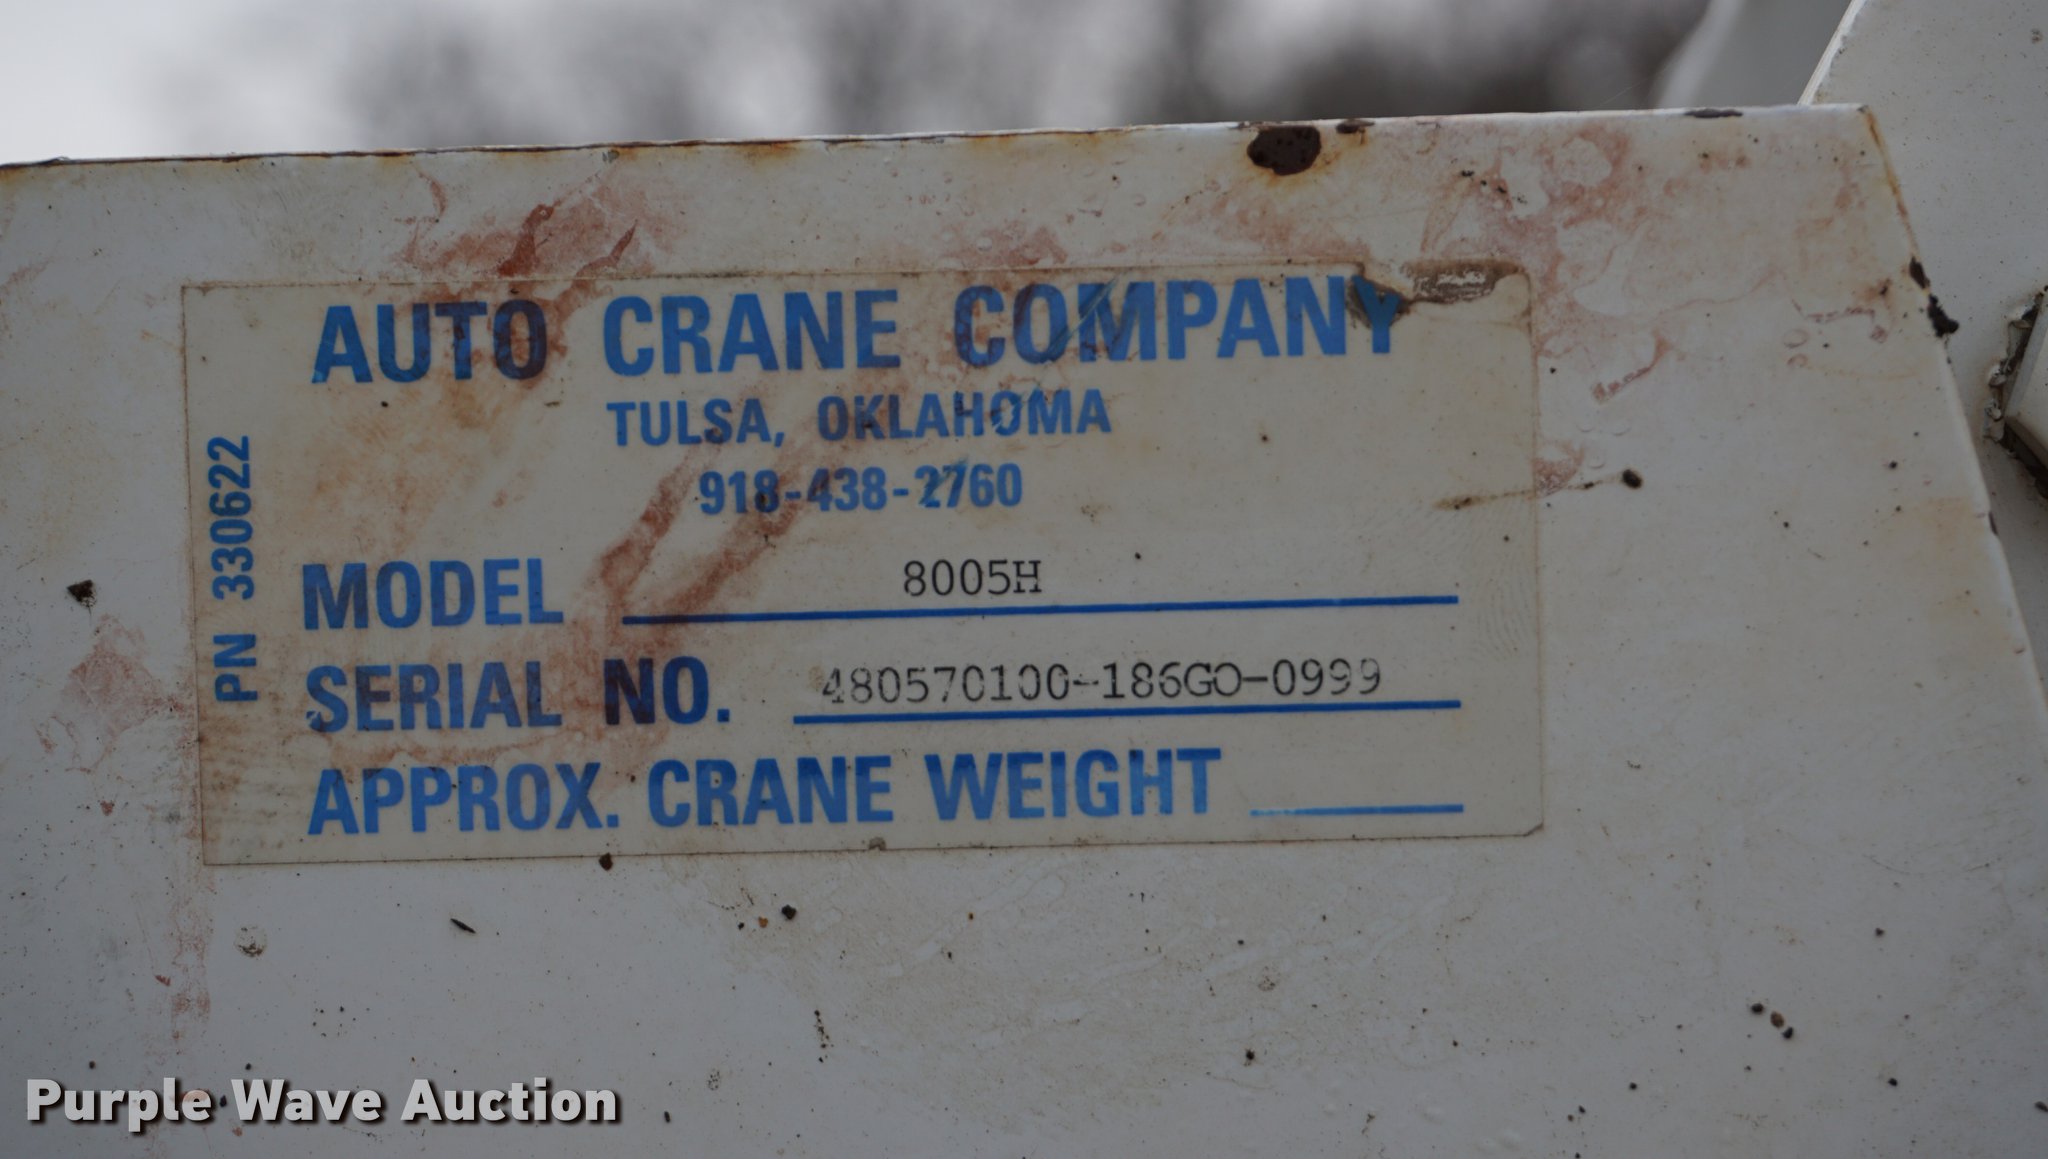 AUTO CRANE COMPANY
TULSA, OKLAHOMA
918-438-2760
PN 330622
MODEL 8005H
SERIAL NO. 480570100-186GO-0999
APPROX. CRANE WEIGHT
Purple Wave Auction